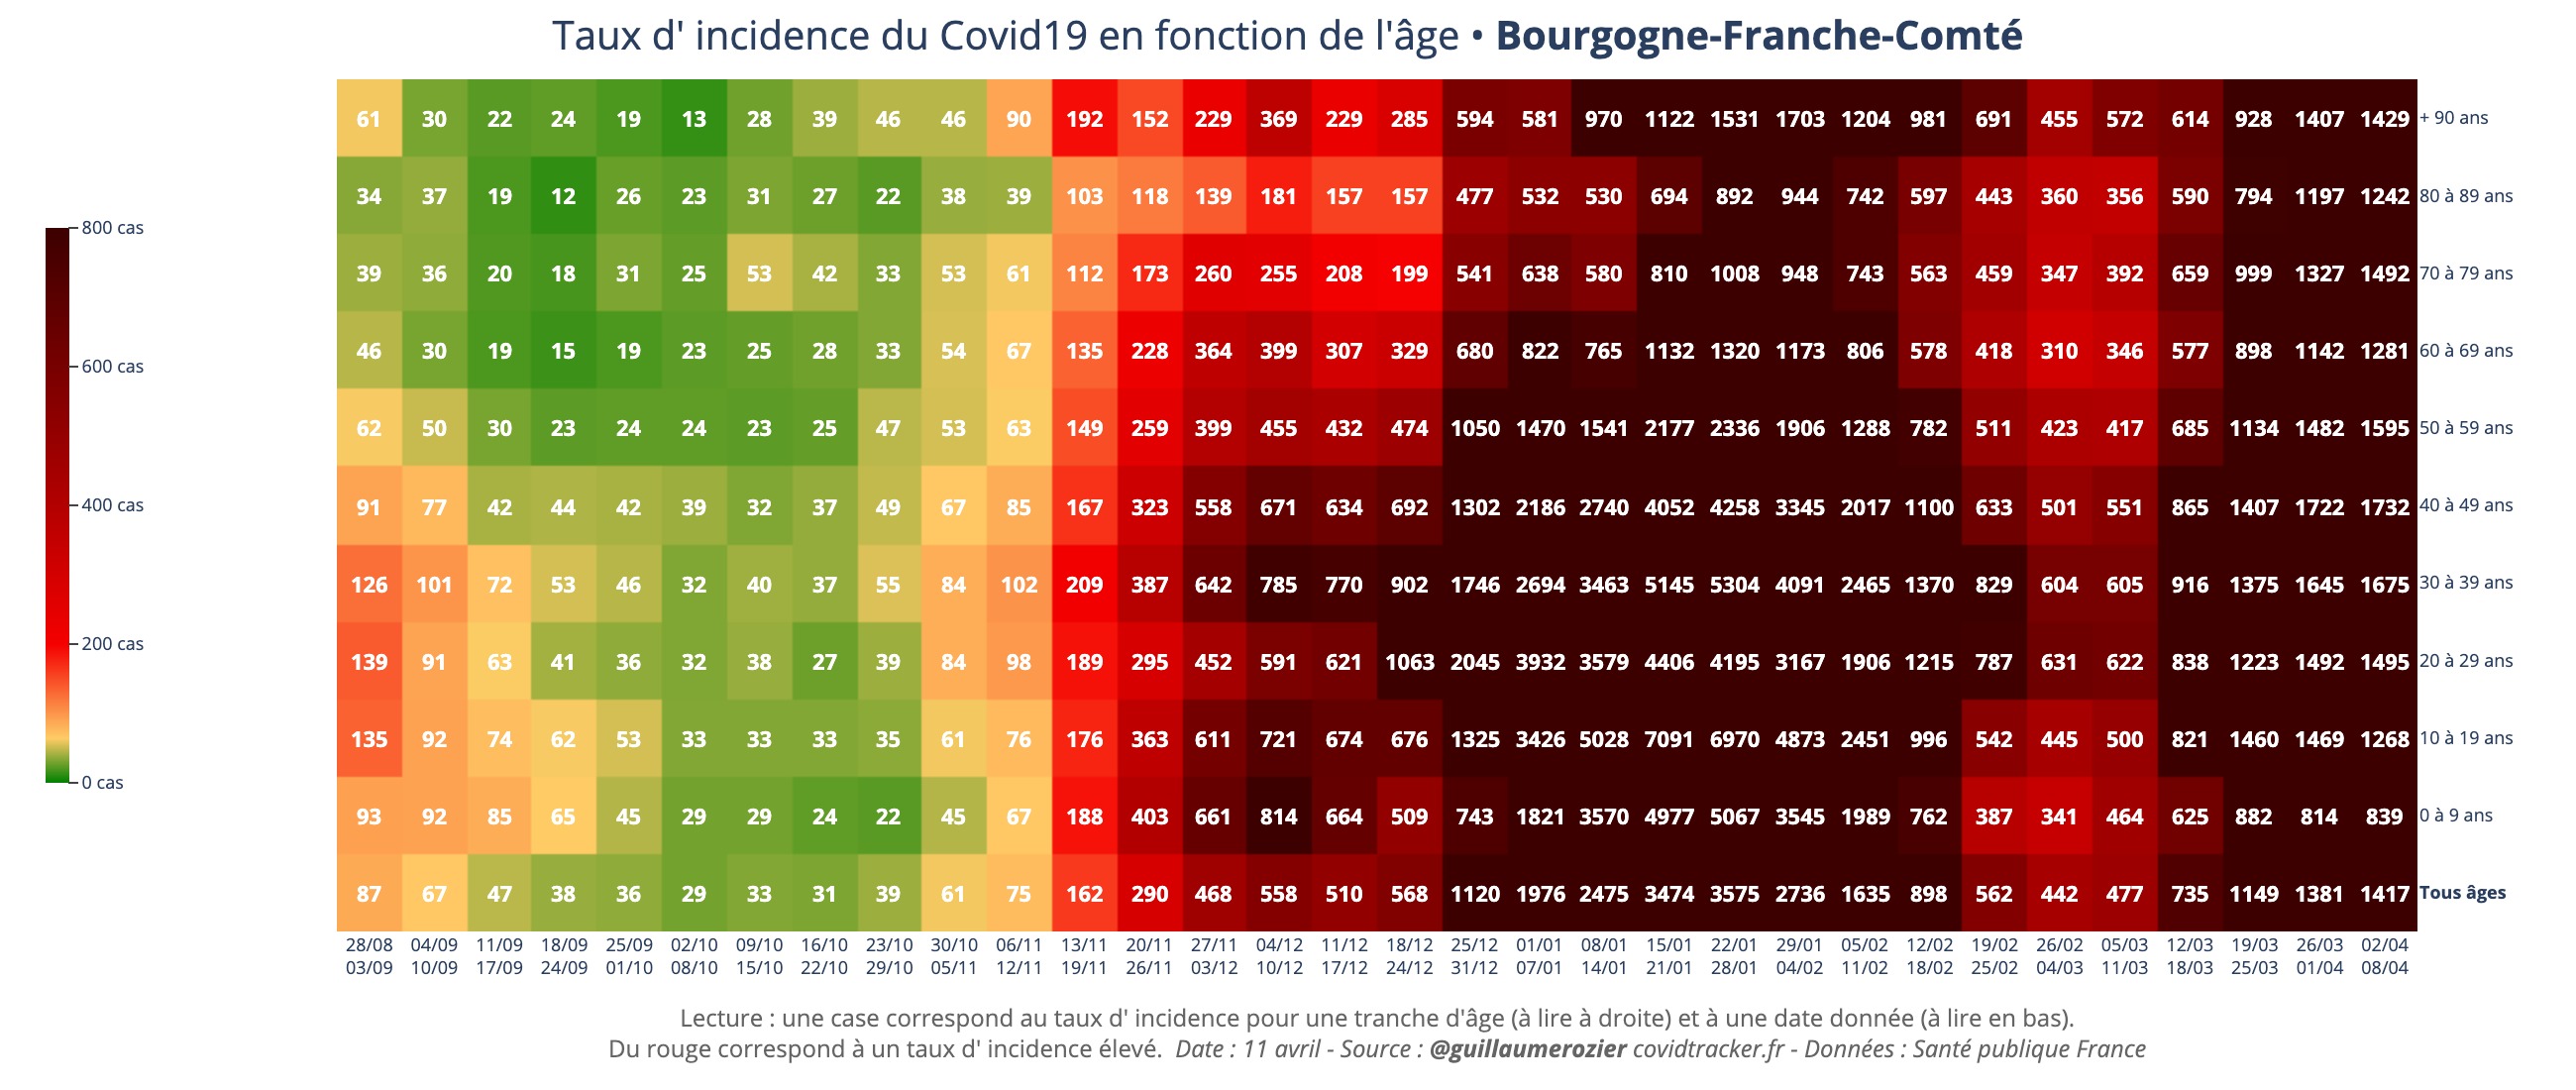 Taux d' incidence du Covid19 en fonction de l'âge • Bourgogne-Franche-Comté
800 cas
600 cas
400 cas
200 cas
0 cas
61 30 22 24 19 13 28 39 46 46 90 192 152 229 369 229 285 594 581 970 1122 1531 1703 1204 981 691 455 572 614 928 1407 1429 + 90 ans
34 37 19 12 26 23 31 27 22 38 39 103 118 139 181 157 157 477 532 530 694 892 944 742 597 443 360 356 590 794 1197 1242 80 à 89 ans
39 36 20 18 31 25 53 42 33 53 61 112 173 260 255 208 199 541 638 580 810 1008 948 743 563 459 347 392 659 999 1327 1492 70 à 79 ans
46 30 19 15 19 23 25 28 33 54 67 135 228 364 399 307 329 680 822 765 1132 1320 1173 806 578 418 310 346 577 898 1142 1281 60 à 69 ans
62 50 30 23 24 24 23 25 47 53 63 149 259 399 455 432 474 1050 1470 1541 2177 2336 1906 1288 782 511 423 417 685 1134 1482 1595 50 à 59 ans
91 77 42 44 42 39 32 37 49 67 85 167 323 558 671 634 692 1302 2186 2740 4052 4258 3345 2017 1100 633 501 551 865 1407 1722 1732 40 à 49 ans
126 101 72 53 46 32 40 37 55 84 102 209 387 642 785 770 902 1746 2694 3463 5145 5304 4091 2465 1370 829 604 605 916 1375 1645 1675 30 à 39 ans
139 91 63 41 36 32 38 27 39 84 98 189 295 452 591 621 1063 2045 3932 3579 4406 4195 3167 1906 1215 787 631 622 838 1223 1492 1495 20 à 29 ans
135 92 74 62 53 33 33 33 35 61 76 176 363 611 721 674 676 1325 3426 5028 7091 6970 4873 2451 996 542 445 500 821 1460 1469 1268 10 à 19 ans
93 92 85 65 45 29 29 24 22 45 67 188 403 661 814 664 509 743 1821 3570 4977 5067 3545 1989 762 387 341 464 625 882 814 839 0 à 9 ans
87 67 47 38 36 29 33 31 39 61 75 162 290 468 558 510 568 1120 1976 2475 3474 3575 2736 1635 898 562 442 477 735 1149 1381 1417 Tous âges
28/08 04/09 11/09 18/09 25/09 02/10 09/10 16/10 23/10 30/10 06/11 13/11 20/11 27/11 04/12 11/12 18/12 25/12 01/01 08/01 15/01 22/01 29/01 05/02 12/02 19/02 26/02 05/03 12/03 19/03 26/03 02/04
03/09 10/09 17/09 24/09 01/10 08/10 15/10 22/10 29/10 05/11 12/11 19/11 26/11 03/12 10/12 17/12 24/12 31/12 07/01 14/01 21/01 28/01 04/02 11/02 18/02 25/02 04/03 11/03 18/03 25/03 01/04 08/04
Lecture : une case correspond au taux d' incidence pour une tranche d'âge (à lire à droite) et à une date donnée (à lire en bas).
Du rouge correspond à un taux d' incidence élevé. Date : 11 avril - Source : @guillaumerozier covidtracker.fr - Données : Santé publique France